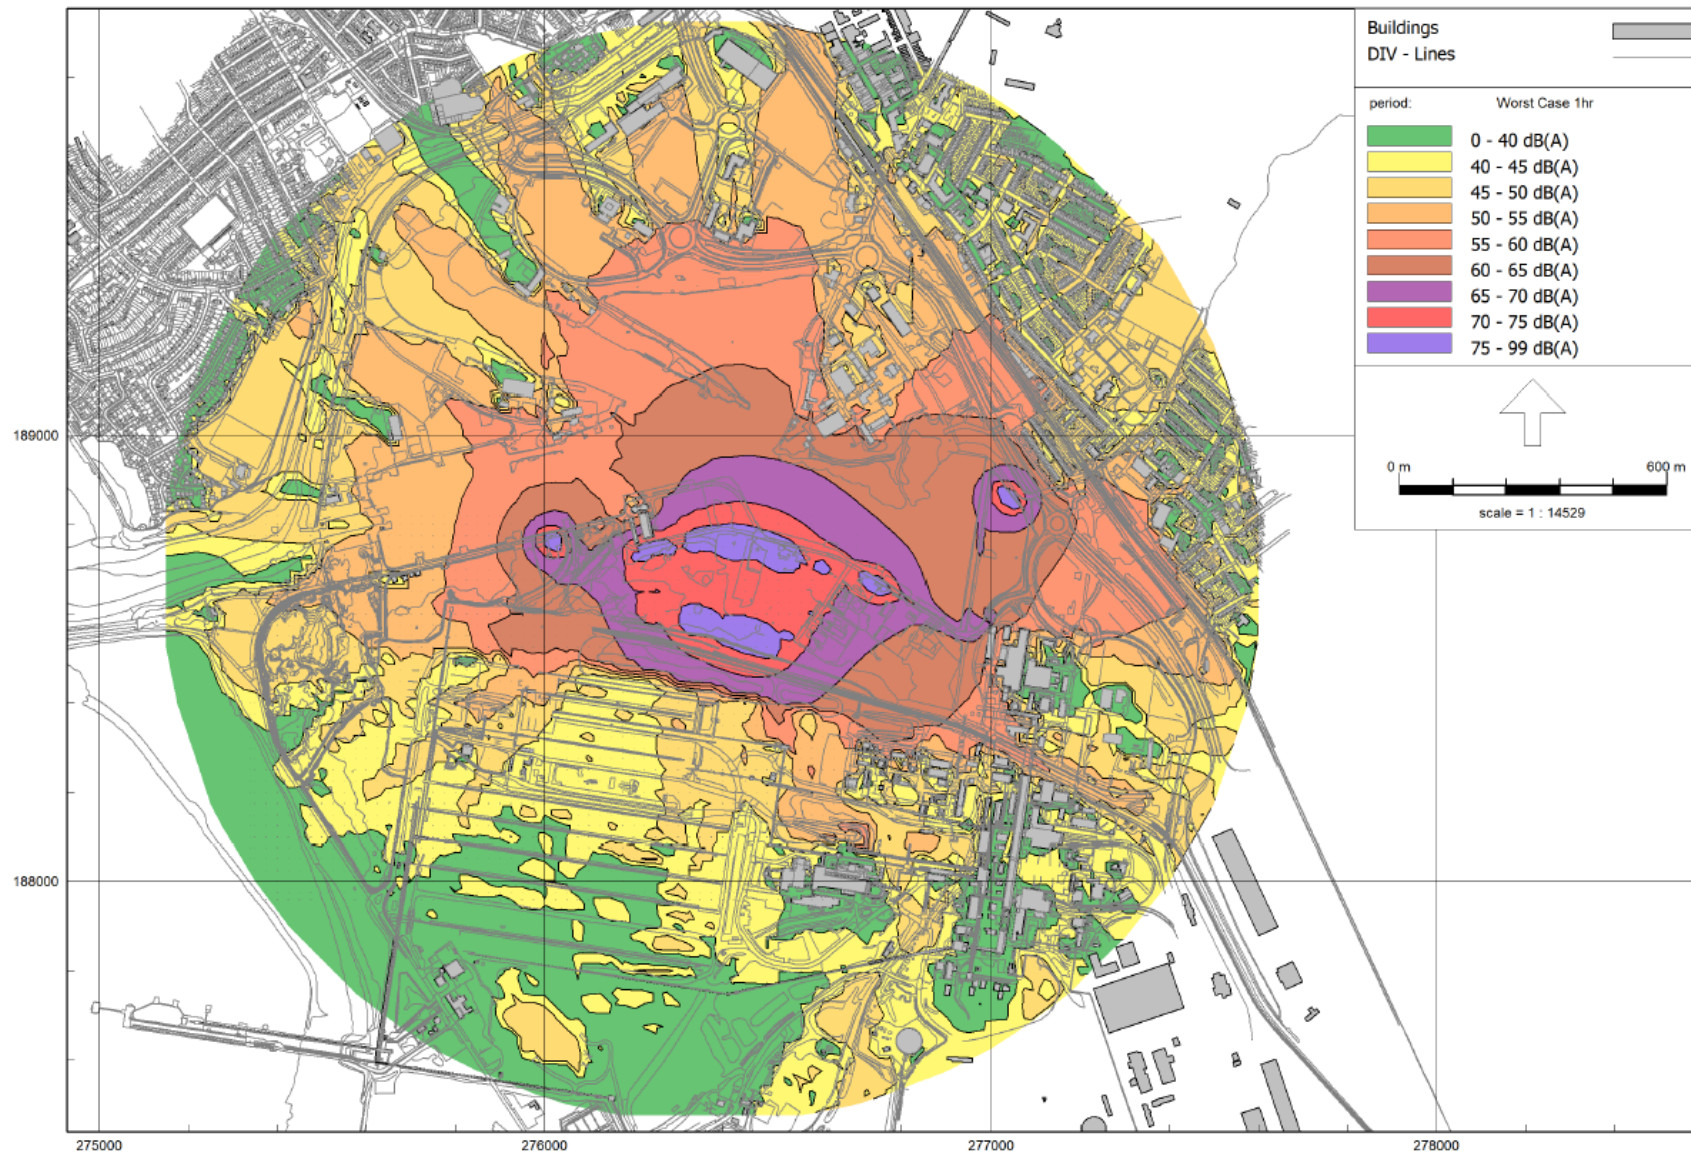 Buildings
DIV - Lines
period: Worst Case 1hr
0 - 40 dB(A)
40 - 45 dB(A)
45 - 50 dB(A)
50 - 55 dB(A)
55 - 60 dB(A)
60 - 65 dB(A)
65 - 70 dB(A)
70 - 75 dB(A)
75 - 99 dB(A)
0 m 600 m
scale = 1 : 14529
189000
188000
275000 276000 277000 278000